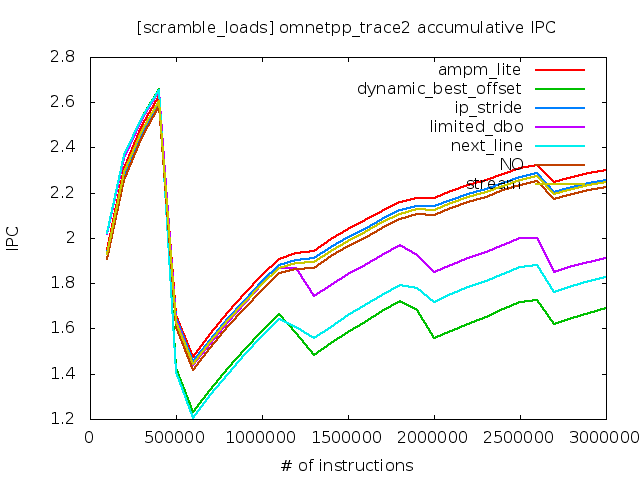 [scramble_loads] omnetpp_trace2 accumulative IPC
2.8
2.6
2.4
2.2
2
1.8
1.6
1.4
1.2
IPC
ampm_lite
dynamic_best_offset
ip_stride
limited_dbo
next_line
NO
stream
0 500000 1000000 1500000 2000000 2500000 3000000
# of instructions